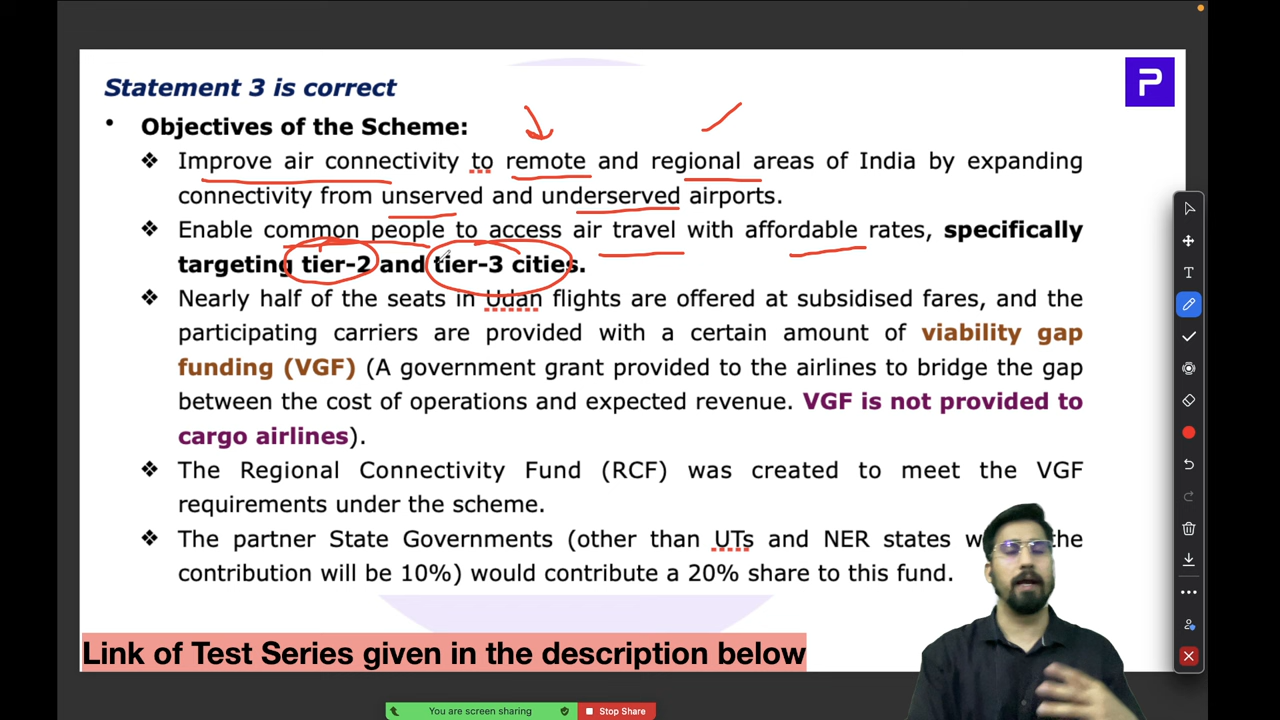 Statement 3 is correct
• Objectives of the Scheme:
❖ Improve air connectivity to remote and regional areas of India by expanding
connectivity from unserved and underserved airports.
❖ Enable common people to access air travel with affordable rates, specifically
targeting tier-2 and tier-3 cities.
❖ Nearly half of the seats in Udan flights are offered at subsidised fares, and the
participating carriers are provided with a certain amount of viability gap
funding (VGF) (A government grant provided to the airlines to bridge the gap
between the cost of operations and expected revenue. VGF is not provided to
cargo airlines).
❖ The Regional Connectivity Fund (RCF) was created to meet the VGF
requirements under the scheme.
❖ The partner State Governments (other than UTs and NER states the
contribution will be 10%) would contribute a 20% share to this fund.
Link of Test Series given in the description below
You are screen sharing Stop Share
P
T